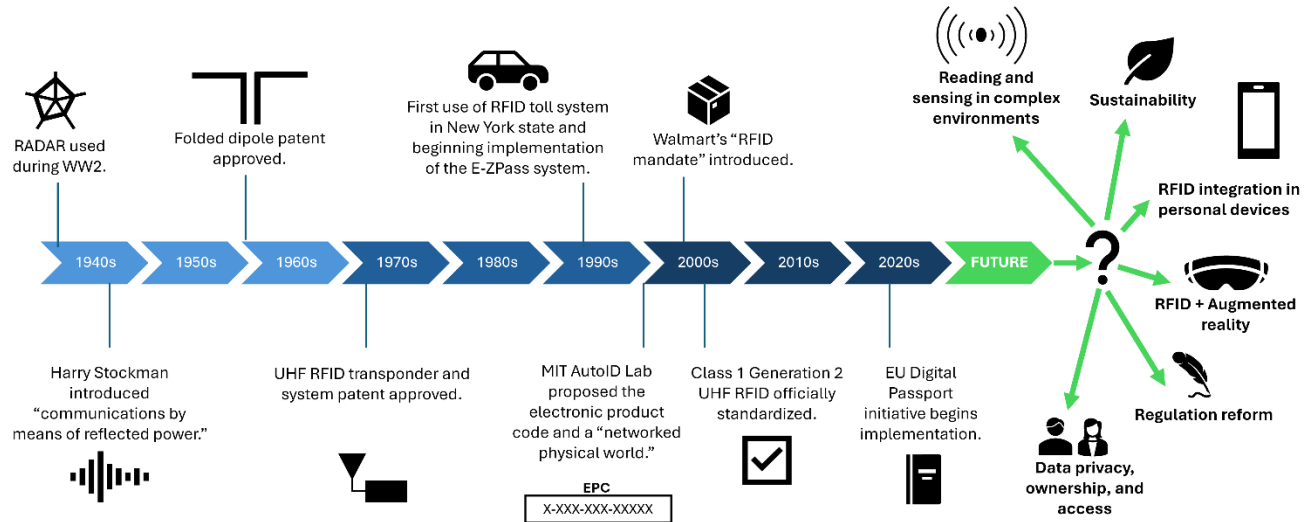 RADAR used
during WW2.
Folded dipole patent
approved.
First use of RFID toll system
in New York state and
beginning implementation
of the E-ZPass system.
Walmart’s “RFID
mandate” introduced.
Reading and
sensing in complex
environments
Sustainability
RFID integration in
personal devices
1940s
1950s
1960s
1970s
1980s
1990s
2000s
2010s
2020s
FUTURE
?
RFID + Augmented
reality
Harry Stockman
introduced
“communications by
means of reflected power.”
UHF RFID transponder and
system patent approved.
MIT AutoID Lab
proposed the
electronic product
code and a “networked
physical world.”
EPC
X-XXX-XXX-XXXXX
Class 1 Generation 2
UHF RFID officially
standardized.
EU Digital
Passport
initiative begins
implementation.
Regulation reform
Data privacy,
ownership, and
access